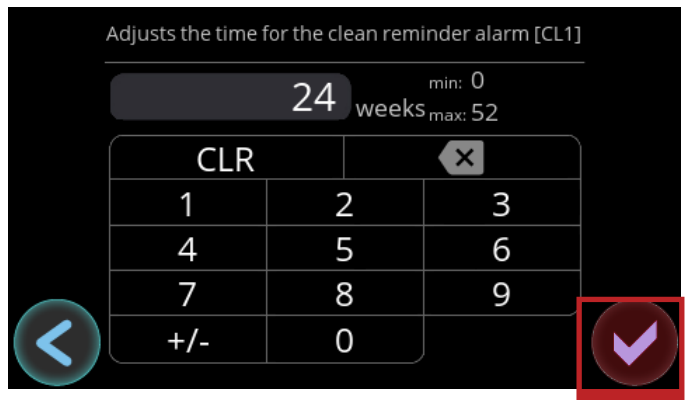 Adjusts the time for the clean reminder alarm [CL1]
24 weeks min: 0
max: 52
CLR
1 2 3
4 5 6
7 8 9
+/- 0